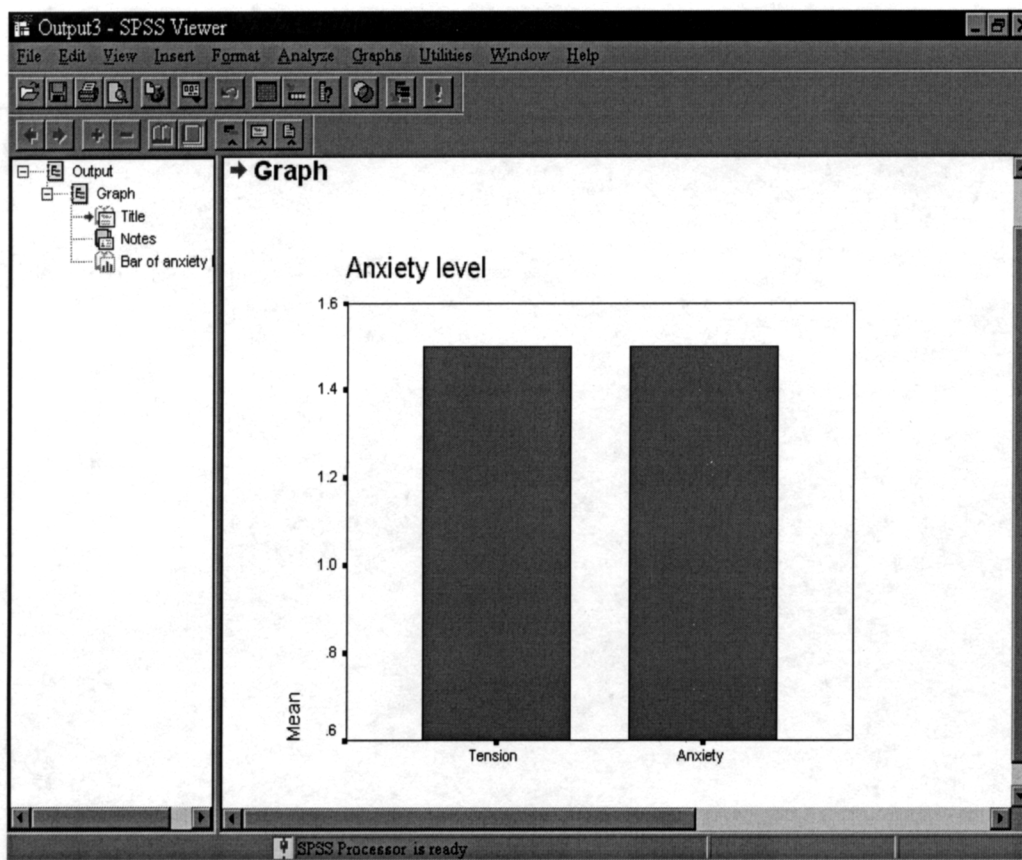 Output3 - SPSS Viewer
File Edit View Insert Format Analyze Graphs Utilities Window Help
Output
Graph
Title
Notes
Bar of anxiety l
Graph
Anxiety level
1.6
1.4
1.2
1.0
.8
.6
Mean
Tension Anxiety
SPSS Processor is ready